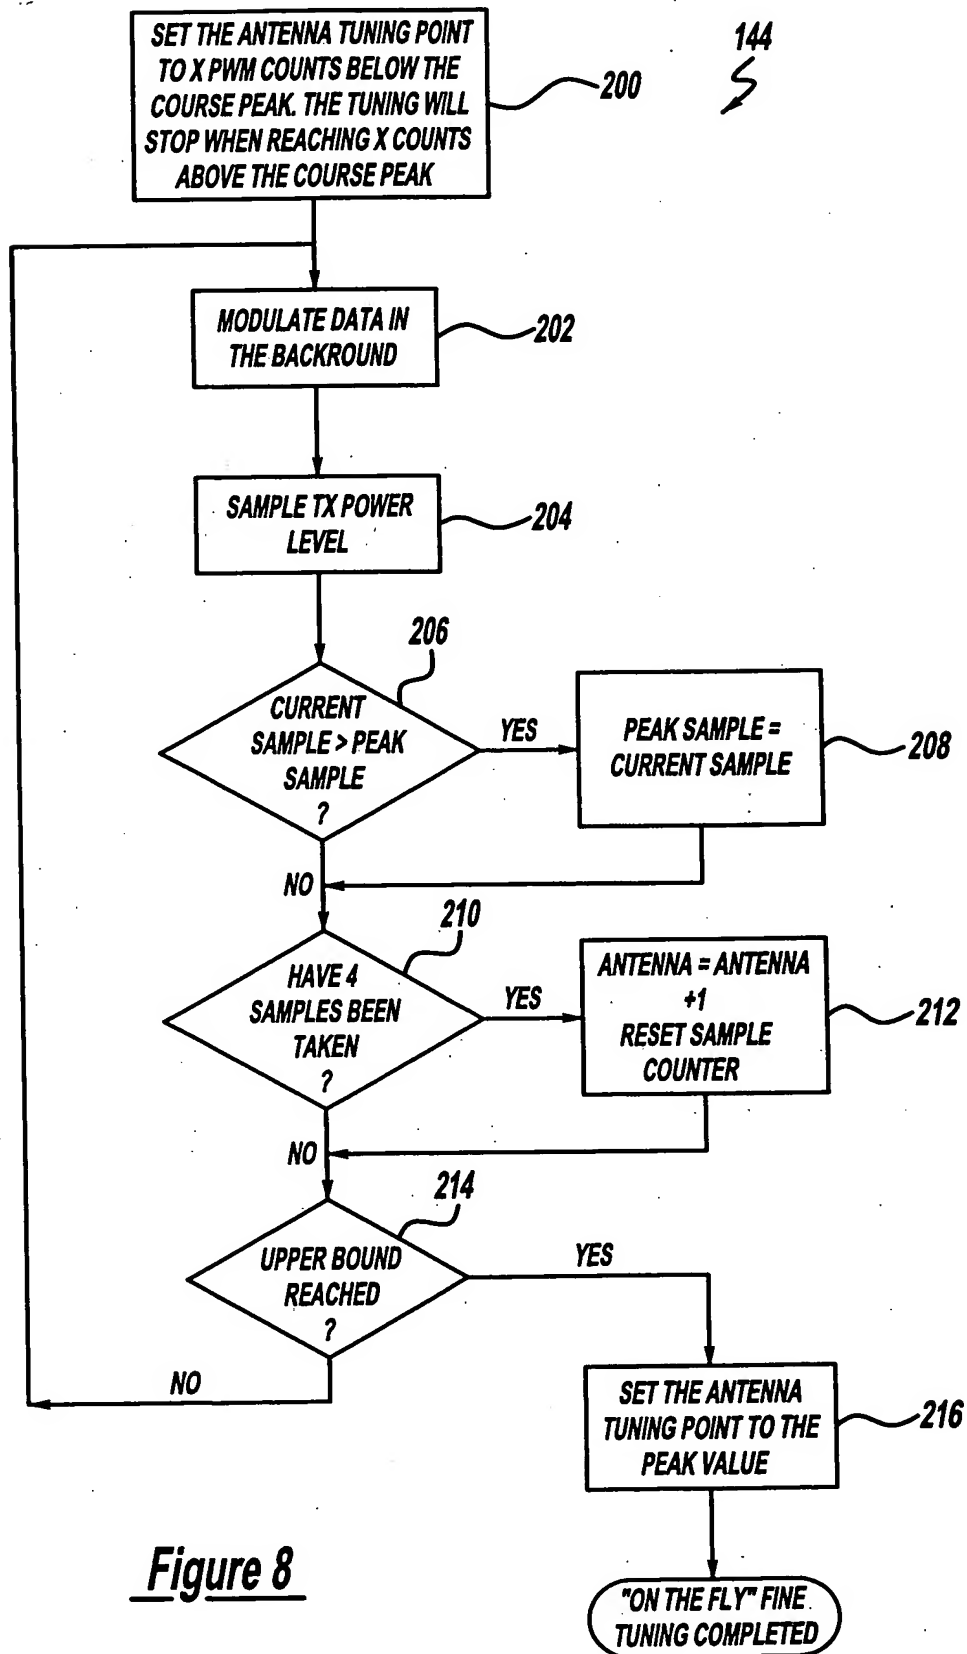 SET THE ANTENNA TUNING POINT
TO X PWM COUNTS BELOW THE
COURSE PEAK. THE TUNING WILL
STOP WHEN REACHING X COUNTS
ABOVE THE COURSE PEAK
200
144
MODULATE DATA IN
THE BACKROUND
202
SAMPLE TX POWER
LEVEL
204
206
CURRENT
SAMPLE > PEAK
SAMPLE
?
YES
PEAK SAMPLE =
CURRENT SAMPLE
208
NO
210
HAVE 4
SAMPLES BEEN
TAKEN
?
YES
ANTENNA = ANTENNA
+1
RESET SAMPLE
COUNTER
212
NO
214
UPPER BOUND
REACHED
?
YES
NO
SET THE ANTENNA
TUNING POINT TO THE
PEAK VALUE
216
"ON THE FLY" FINE
TUNING COMPLETED
Figure 8